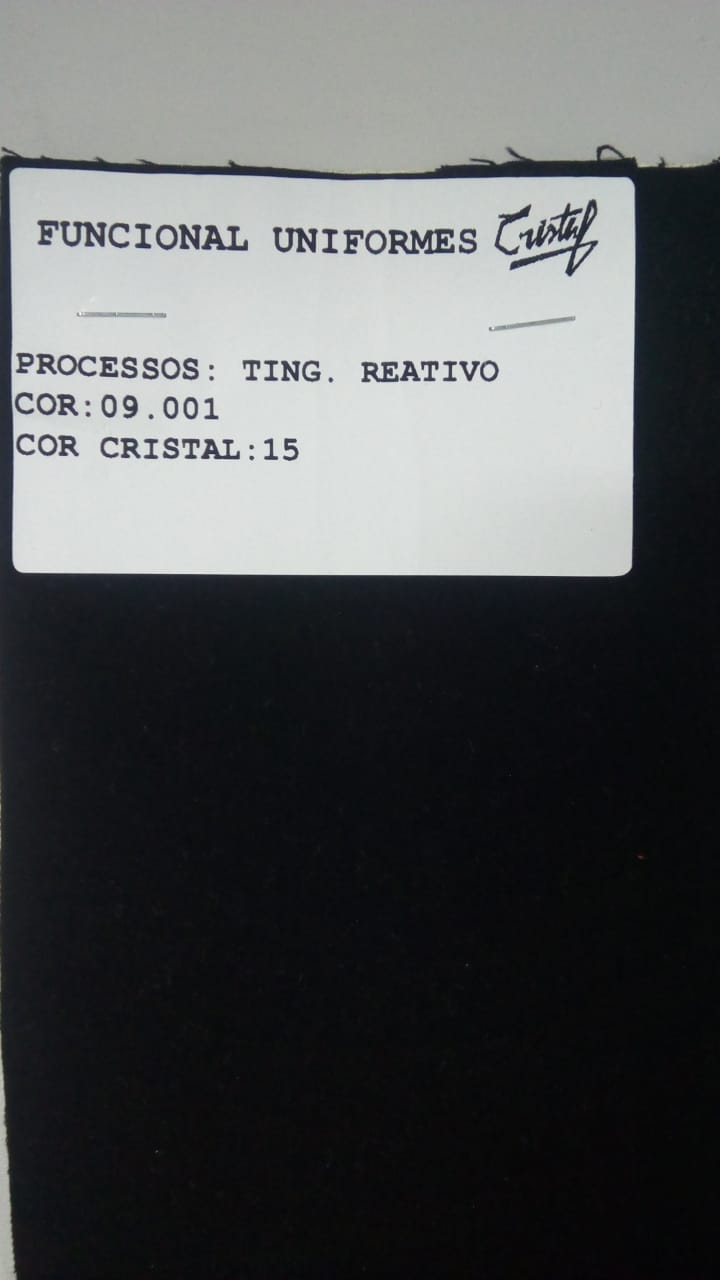 FUNCIONAL UNIFORMES Cristal
PROCESSOS: TING. REATIVO
COR:09.001
COR CRISTAL:15